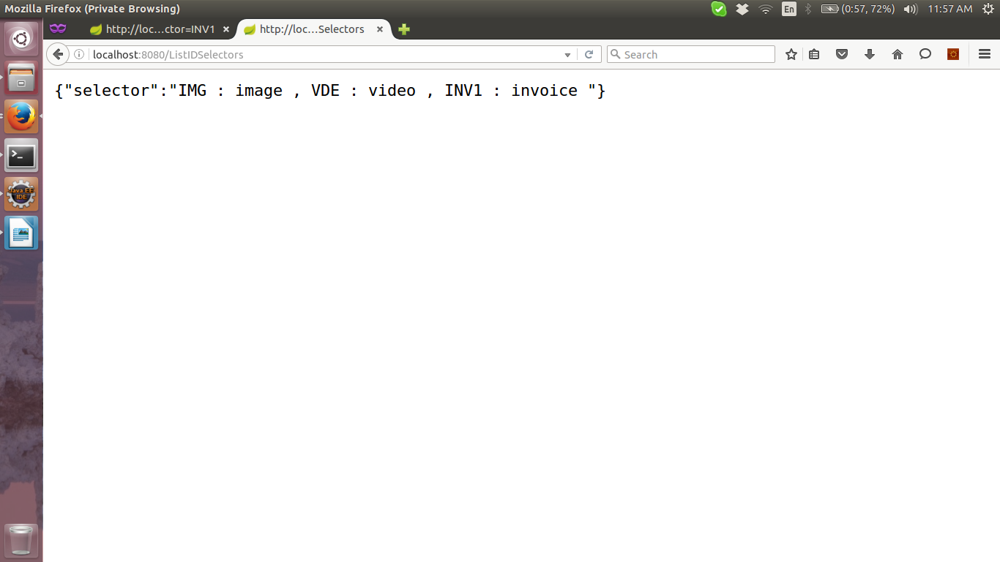 Mozilla Firefox (Private Browsing)
En
(0:57, 72%)
11:57 AM
http://loc...ctor=INV1
http://loc...Selectors
localhost:8080/ListIDSelectors
Search
{"selector":"IMG : image , VDE : video , INV1 : invoice "}
>_
Java EE
IDE